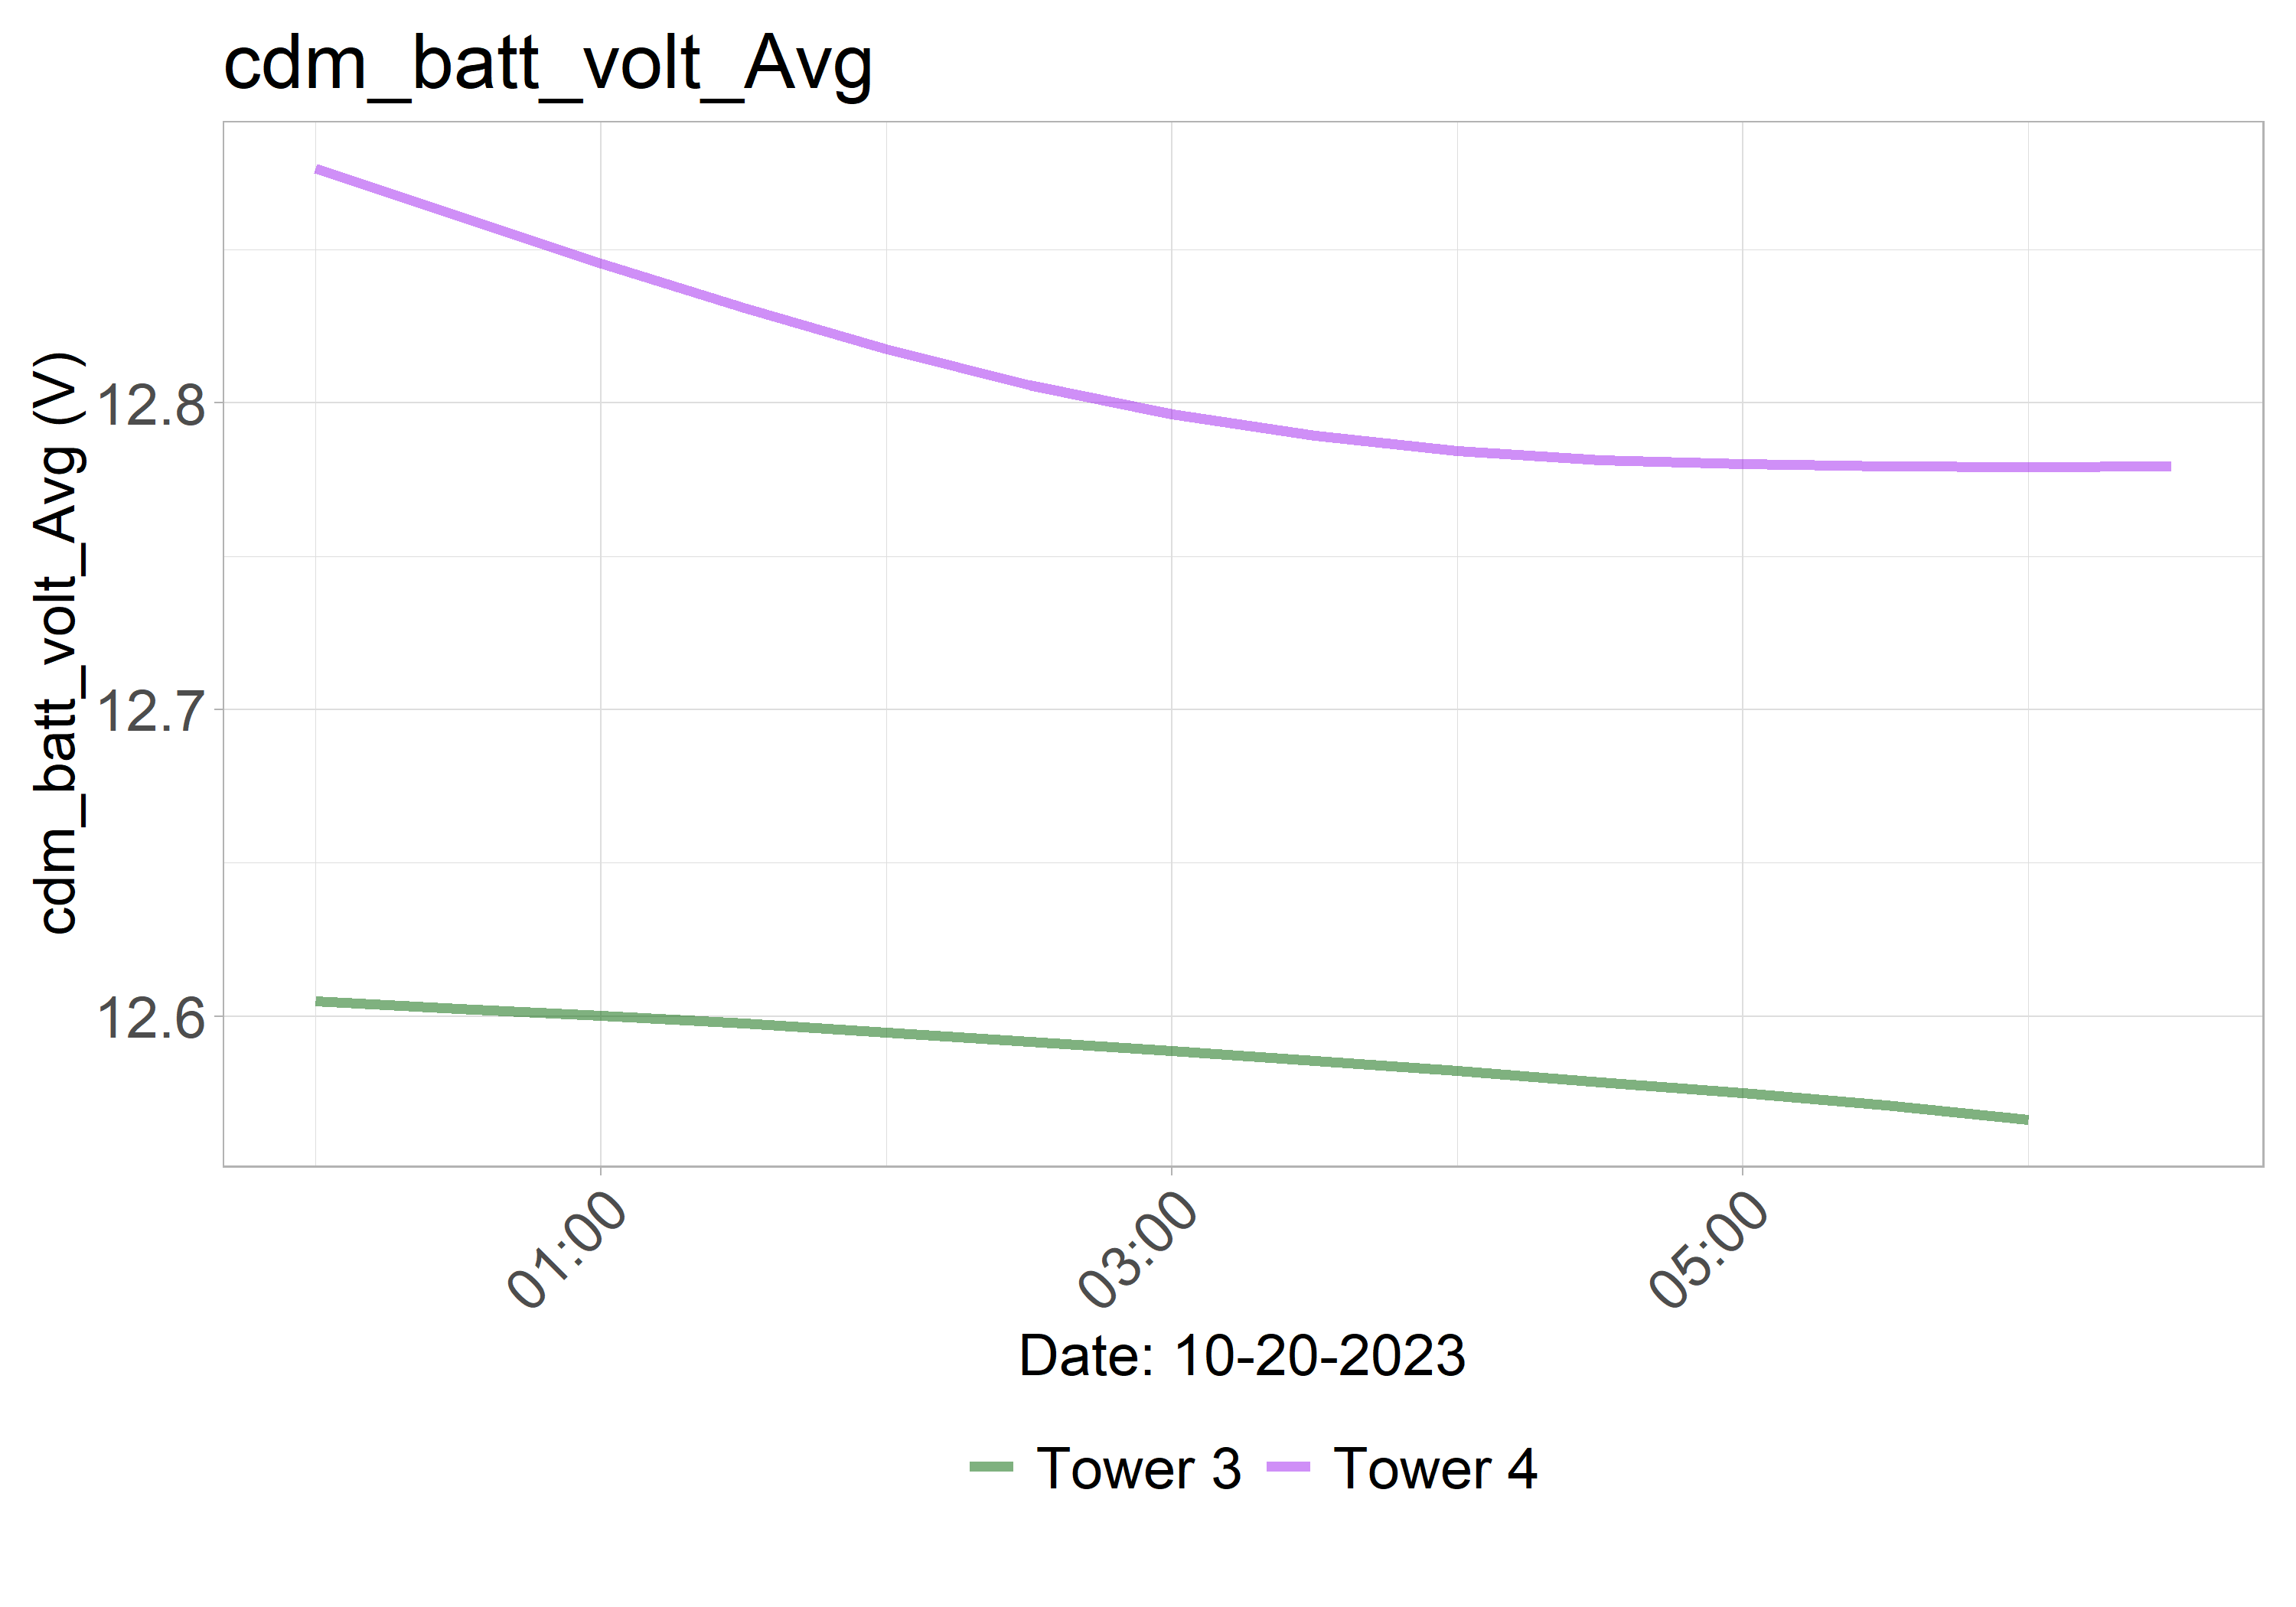 cdm_batt_volt_Avg
cdm_batt_volt_Avg (V)
12.8
12.7
12.6
01:00
03:00
05:00
Date: 10-20-2023
Tower 3
Tower 4